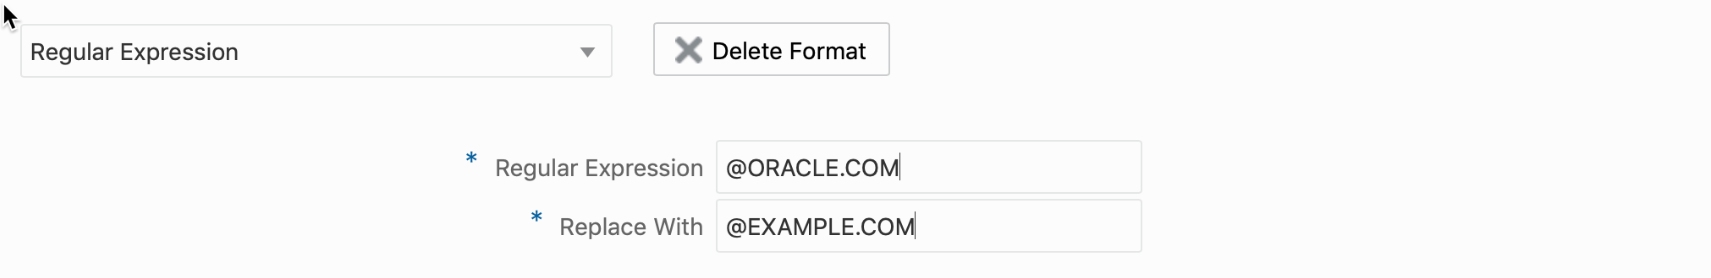 Regular Expression
Delete Format
* Regular Expression @ORACLE.COM
* Replace With @EXAMPLE.COM